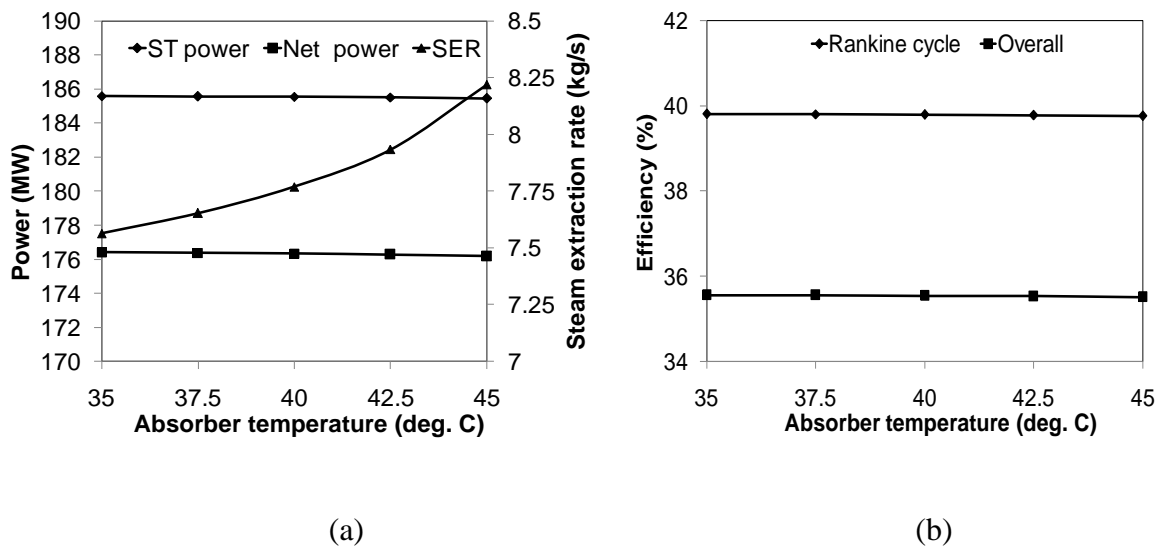 190
188
186
184
182
180
178
176
174
172
170
Power (MW)
ST power Net power SER
8.5
8.25
8
7.75
7.5
7.25
7
Steam extraction rate (kg/s)
35 37.5 40 42.5 45
Absorber temperature (deg. C)
(a)
42
40
38
36
34
Efficiency (%)
Rankine cycle Overall
35 37.5 40 42.5 45
Absorber temperature (deg. C)
(b)